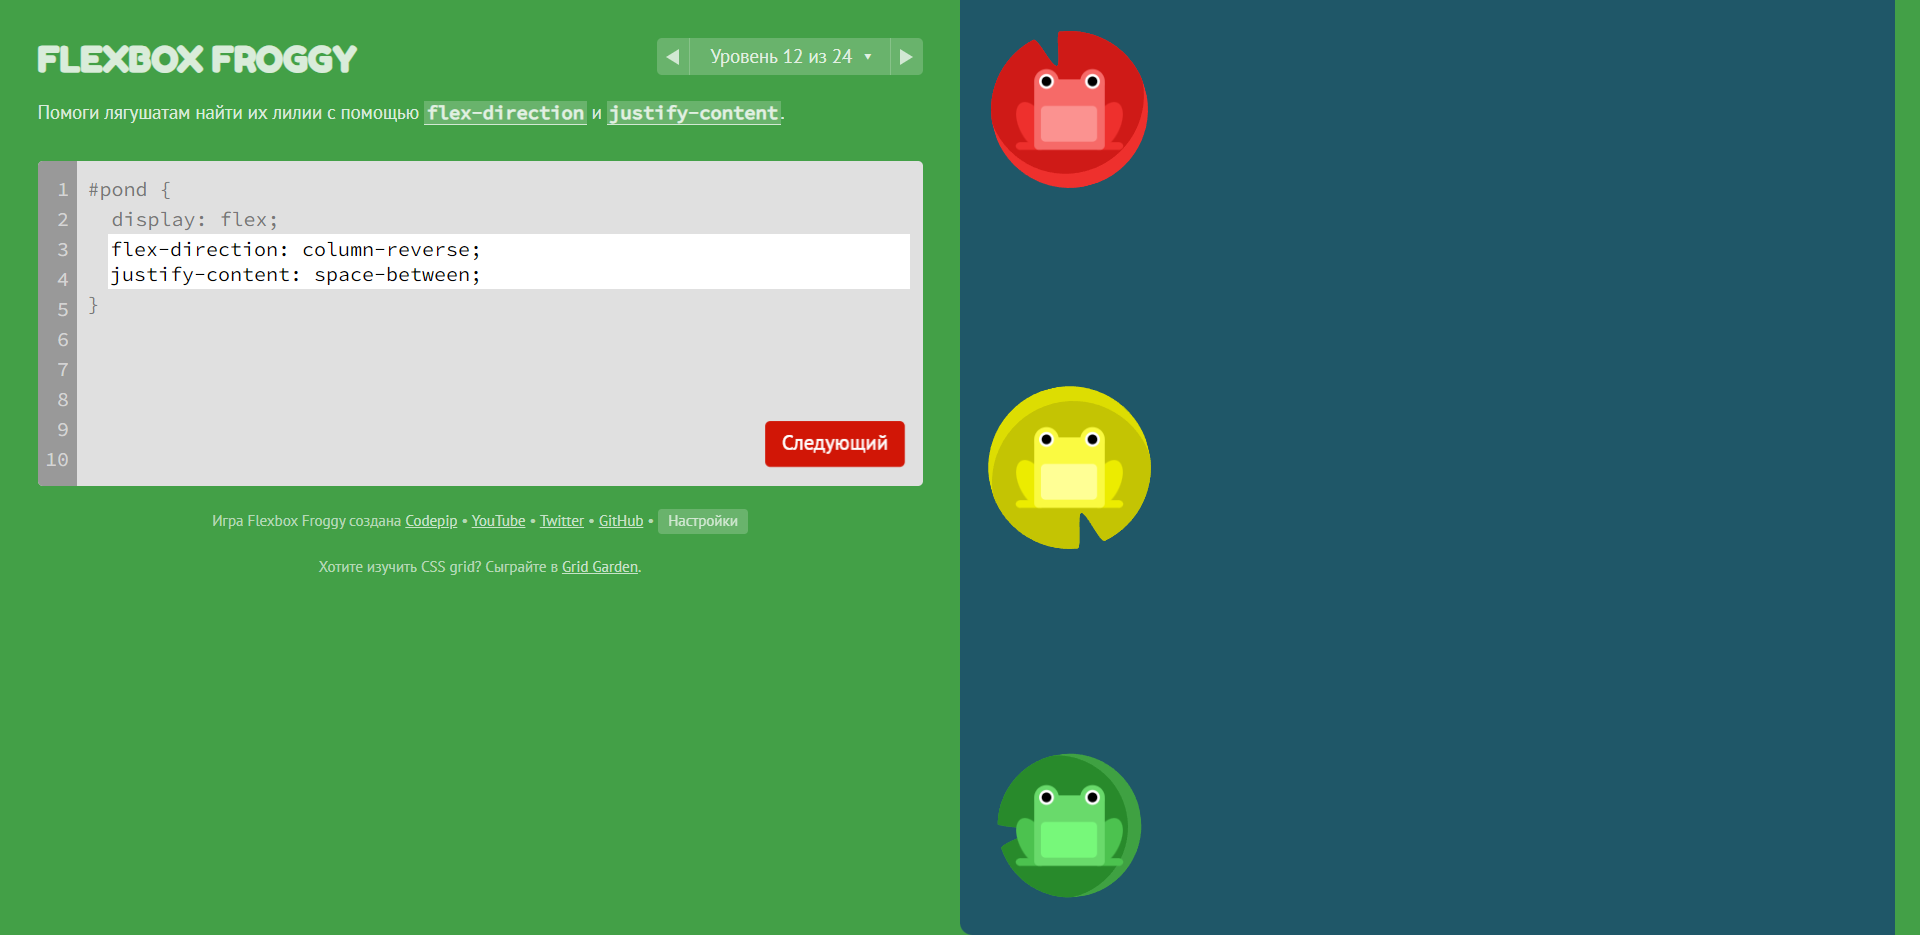 FLEXBOX FROGGY
Уровень 12 из 24
Помоги лягушатам найти их лилии с помощью flex-direction и justify-content.
1 #pond {
2 display: flex;
3 flex-direction: column-reverse;
4 justify-content: space-between;
5 }
6
7
8
9
10
Следующий
Игра Flexbox Froggy создана Codepip • YouTube • Twitter • GitHub • Настройки
Хотите изучить CSS grid? Сыграйте в Grid Garden.